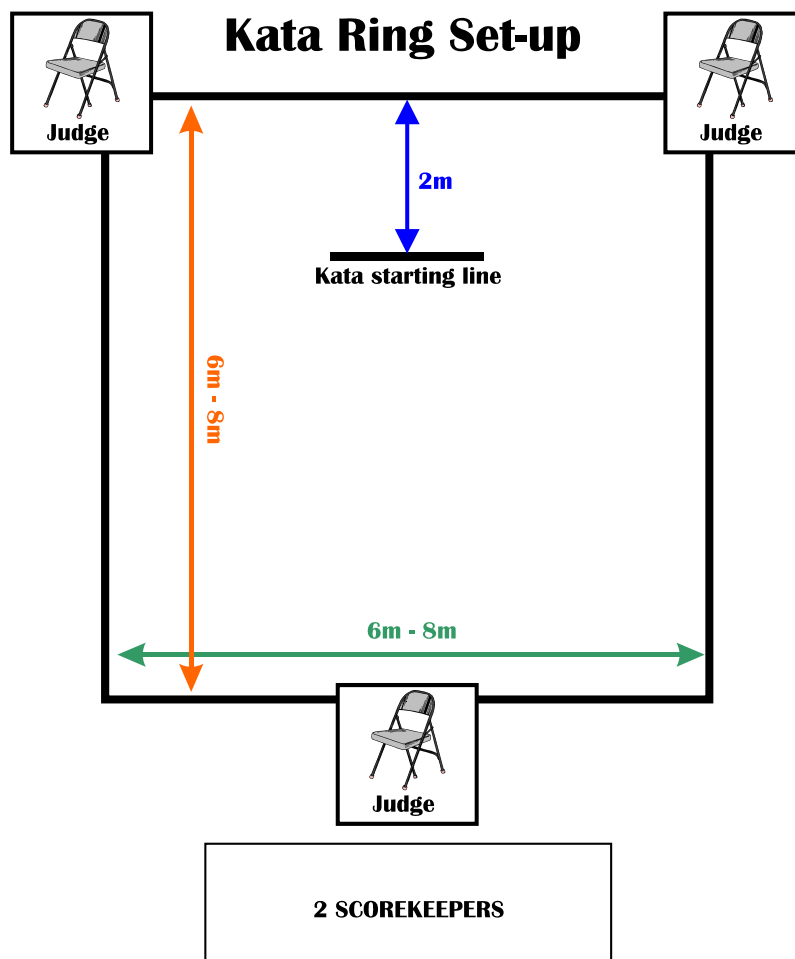 Kata Ring Set-up
Judge
Judge
2m
Kata starting line
6m - 8m
6m - 8m
Judge
2 SCOREKEEPERS